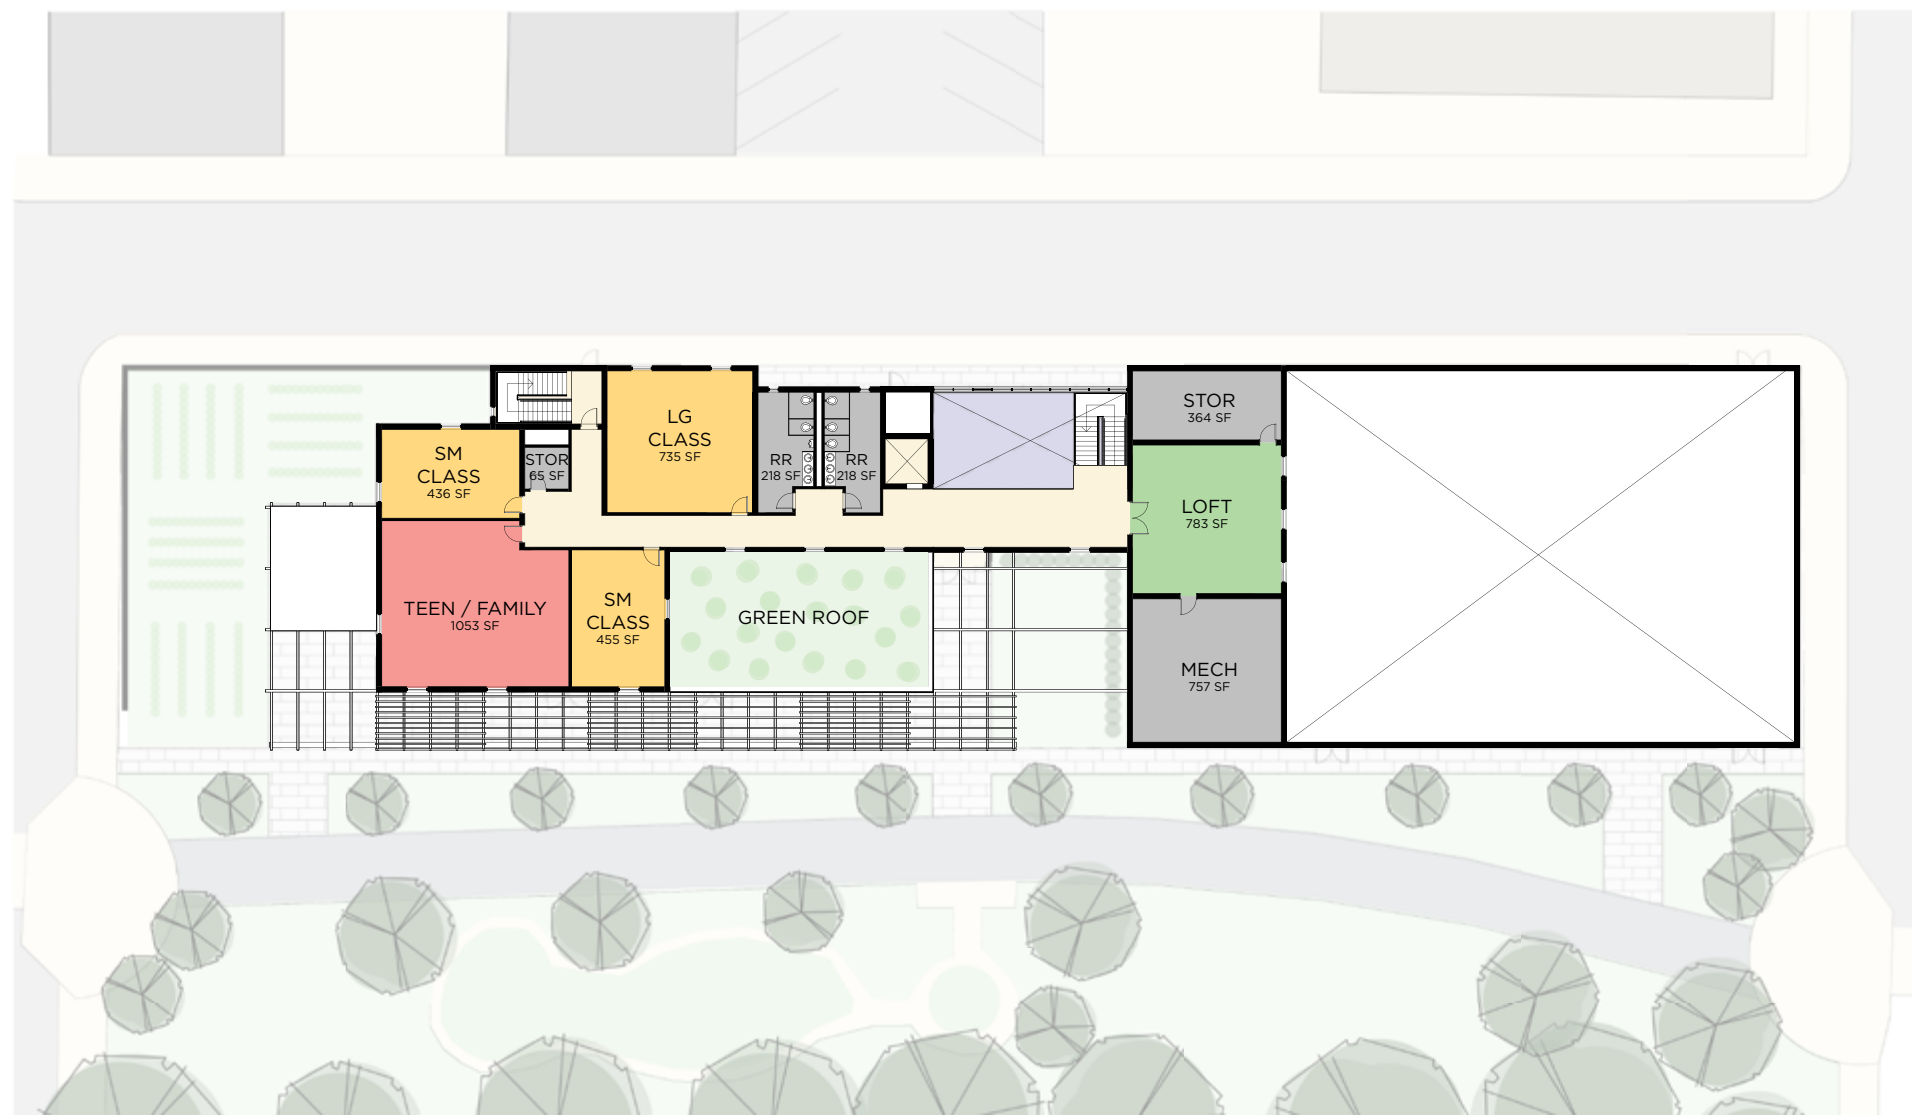 LG
CLASS
735 SF
SM
CLASS
436 SF
STOR
65 SF
RR
218 SF
RR
218 SF
STOR
364 SF
LOFT
783 SF
TEEN / FAMILY
1053 SF
SM
CLASS
455 SF
GREEN ROOF
MECH
757 SF